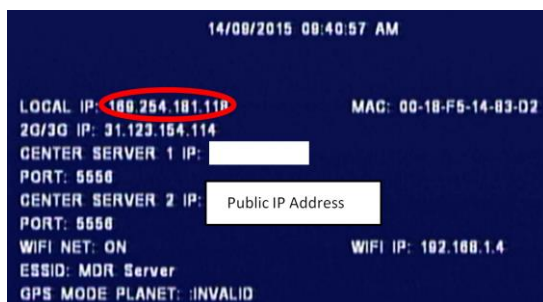 14/09/2015 09:40:57 AM
LOCAL IP: 169.254.181.118 MAC: 00-18-F5-14-83-D2
2G/3G IP: 31.123.154.114
CENTER SERVER 1 IP:
PORT: 5556
CENTER SERVER 2 IP: Public IP Address
PORT: 5556
WIFI NET: ON WIFI IP: 192.168.1.4
ESSID: MDR Server
GPS MODE PLANET: :INVALID